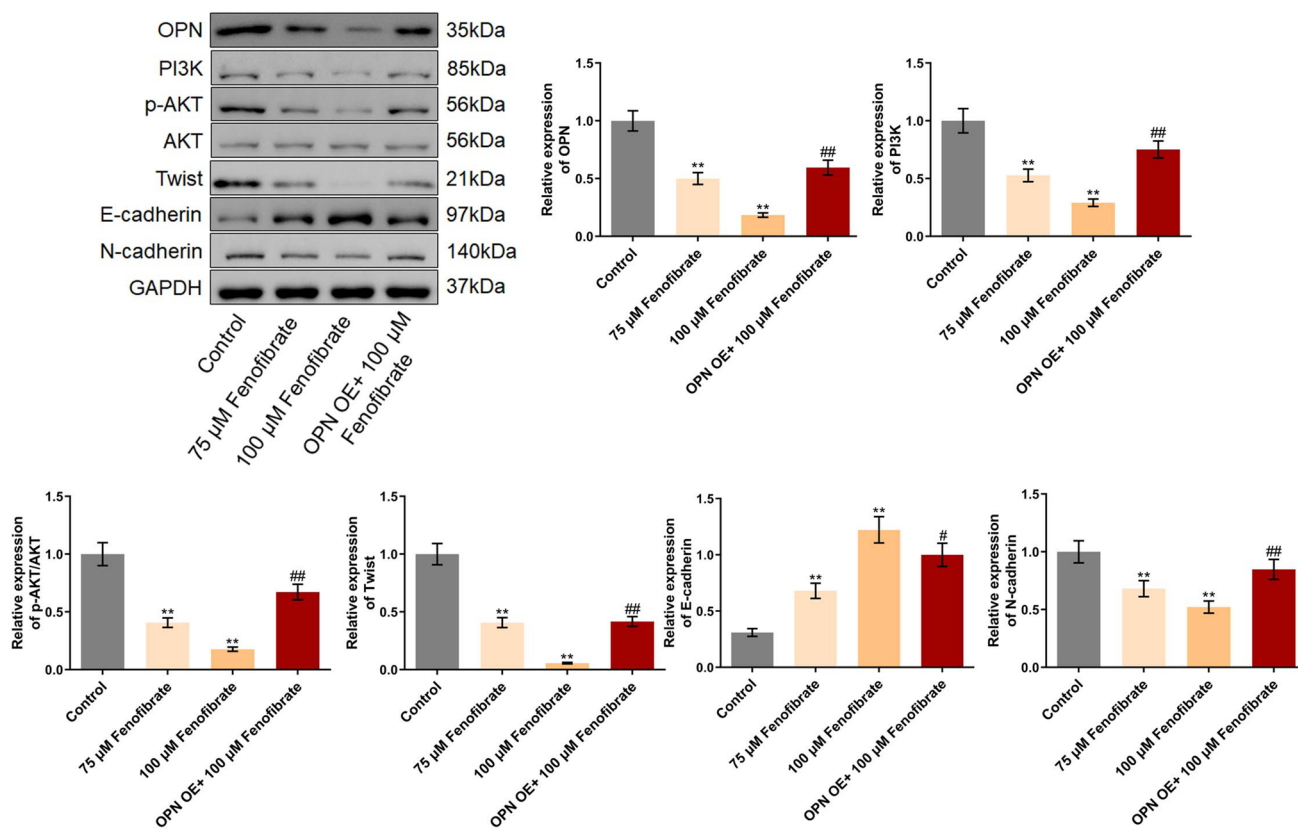 OPN 35kDa
PI3K 85kDa
p-AKT 56kDa
AKT 56kDa
Twist 21kDa
E-cadherin 97kDa
N-cadherin 140kDa
GAPDH 37kDa
Control
75 μM Fenofibrate
100 μM Fenofibrate
OPN OE+ 100 μM
Fenofibrate
Relative expression
of OPN
1.5
1.0
0.5
0.0
**
**
##
Control
75 μM Fenofibrate
100 μM Fenofibrate
OPN OE+ 100 μM Fenofibrate
Relative expression
of PI3K
1.5
1.0
0.5
0.0
**
**
##
Control
75 μM Fenofibrate
100 μM Fenofibrate
OPN OE+ 100 μM Fenofibrate
Relative expression
of p-AKT/AKT
1.5
1.0
0.5
0.0
**
**
##
Control
75 μM Fenofibrate
100 μM Fenofibrate
OPN OE+ 100 μM Fenofibrate
Relative expression
of Twist
1.5
1.0
0.5
0.0
**
**
##
Control
75 μM Fenofibrate
100 μM Fenofibrate
OPN OE+ 100 μM Fenofibrate
Relative expression
of E-cadherin
1.5
1.0
0.5
0.0
**
**
#
Control
75 μM Fenofibrate
100 μM Fenofibrate
OPN OE+ 100 μM Fenofibrate
Relative expression
of N-cadherin
1.5
1.0
0.5
0.0
**
**
##
Control
75 μM Fenofibrate
100 μM Fenofibrate
OPN OE+ 100 μM Fenofibrate